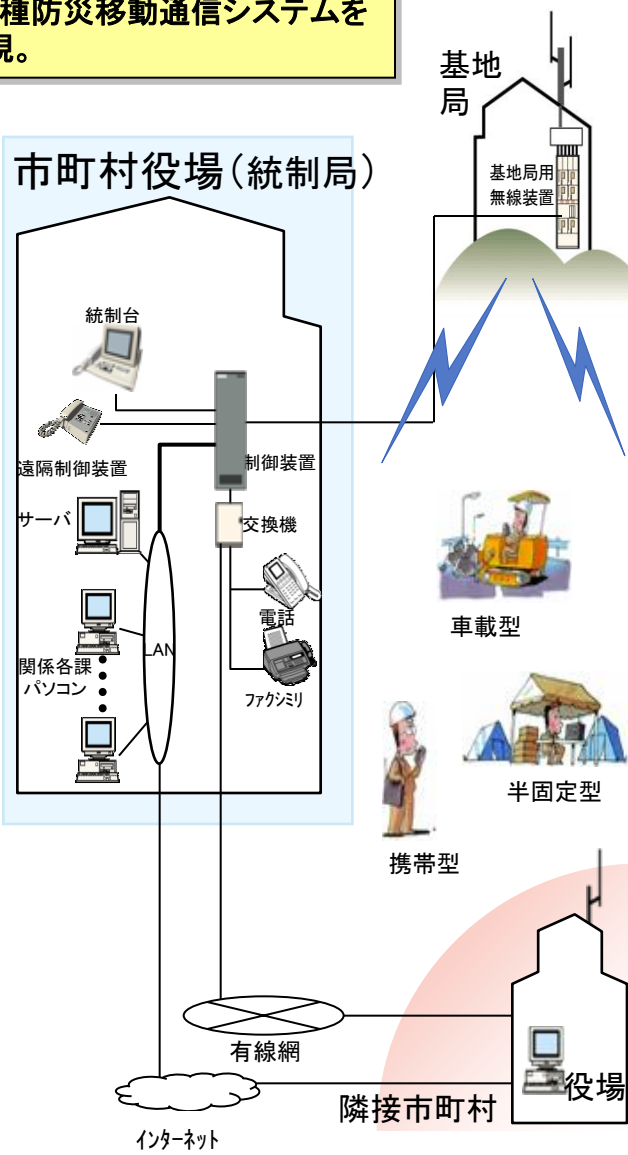 種防災移動通信システムを
現。
基地
局
市町村役場(統制局)
基地局用
無線装置
統制台
遠隔制御装置
制御装置
サーバ
交換機
電話
LAN
関係各課
パソコン
ファクシミリ
車載型
半固定型
携帯型
有線網
役場
隣接市町村
インターネット